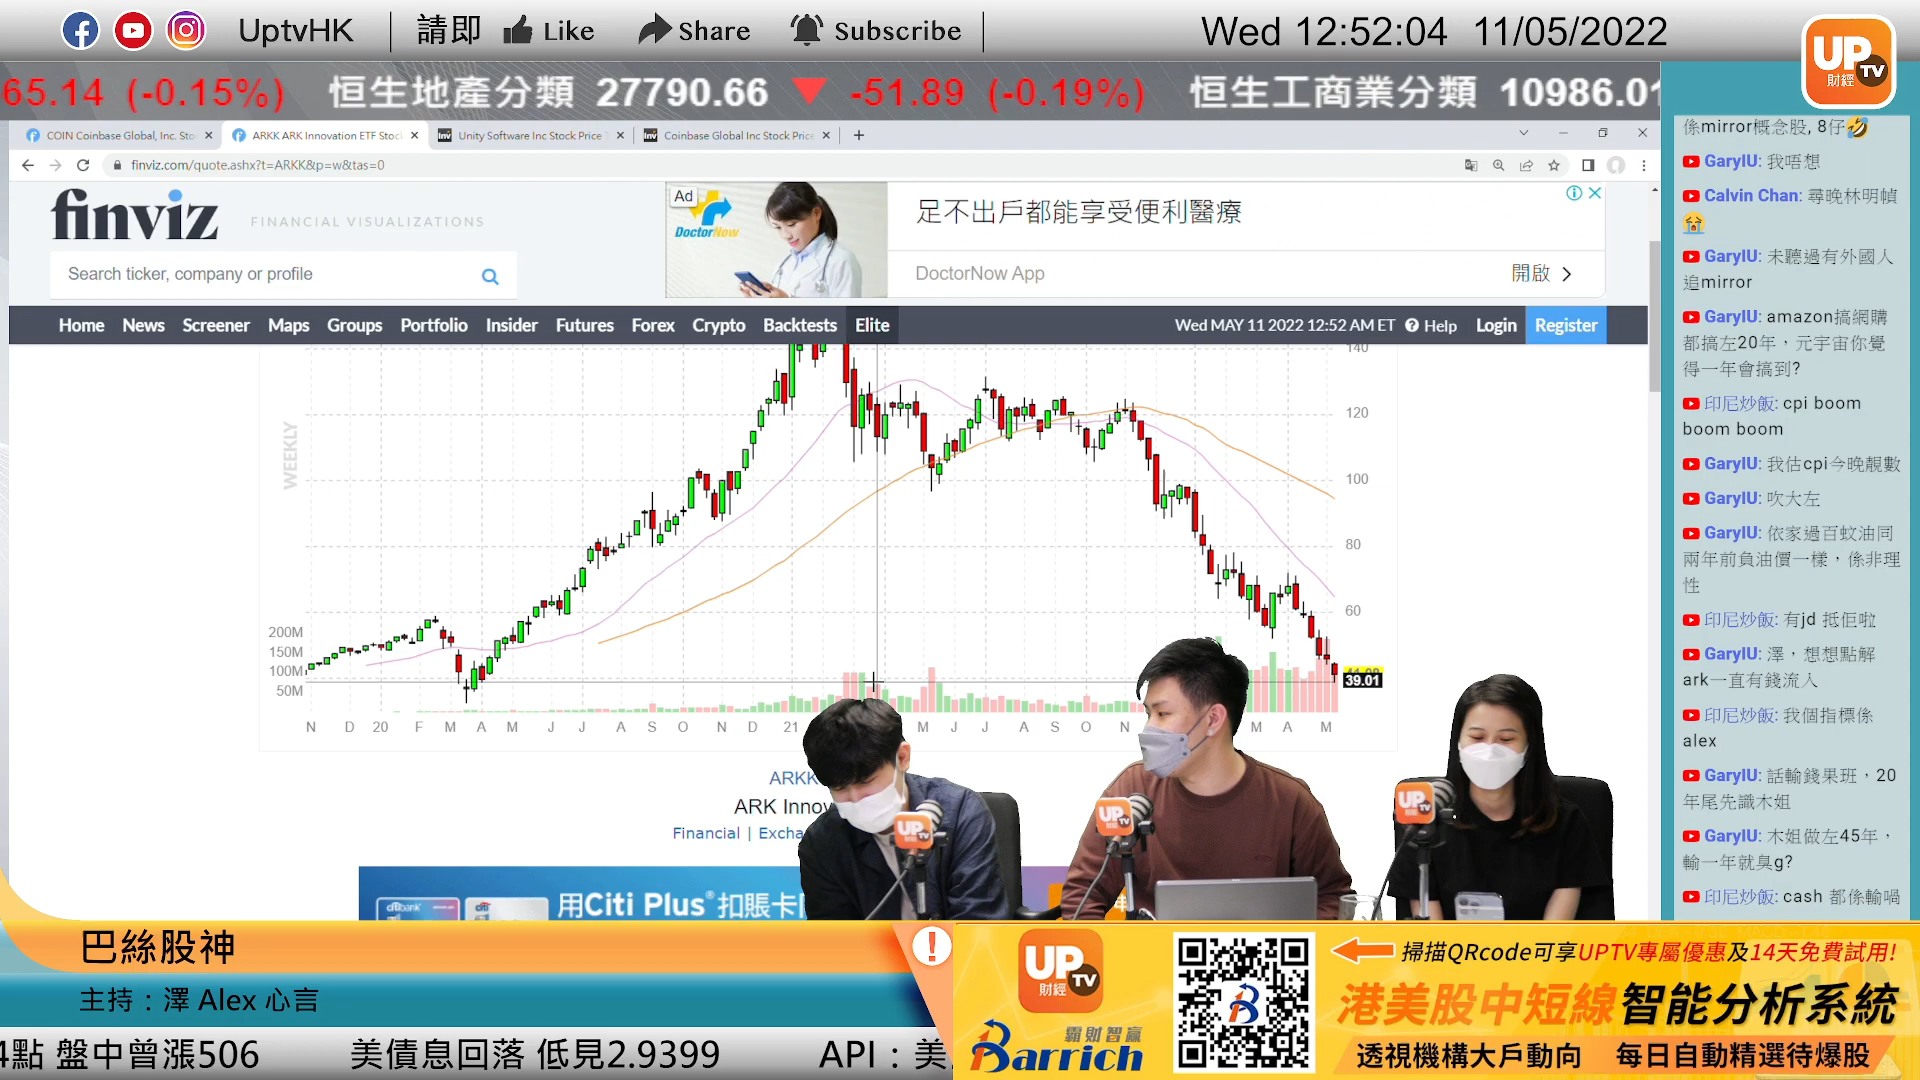 UptvHK
請即
Like
Share
Subscribe
Wed 12:52:04 11/05/2022
UP TV 財經
65.14 (-0.15%) 恒生地產分類 27790.66 -51.89 (-0.19%) 恒生工商業分類 10986.01
COIN Coinbase Global, Inc. Sto
ARKK ARK Innovation ETF Stoc
Unity Software Inc Stock Price
Coinbase Global Inc Stock Price
finviz.com/quote.ashx?t=ARKK&p=w&tas=0
finviz
FINANCIAL VISUALIZATIONS
Search ticker, company or profile
Ad
DoctorNow
足不出戶都能享受便利醫療
DoctorNow App
開啟
Home News Screener Maps Groups Portfolio Insider Futures Forex Crypto Backtests Elite
Wed MAY 11 2022 12:52 AM ET Help Login Register
WEEKLY
140
120
100
80
60
39.01
200M
150M
100M
50M
N D 20 F M A M J J A S O N D 21 M J J A S O N M A M
ARKK
ARK Innov
Financial | Excha
citibank
citi
用Citi Plus®扣賬卡
係mirror概念股, 8仔🤣
GaryIU: 我唔想
Calvin Chan: 尋晚林明幀
😭
GaryIU: 未聽過有外國人
追mirror
GaryIU: amazon搞網購
都搞左20年，元宇宙你覺
得一年會搞到?
印尼炒飯: cpi boom
boom boom
GaryIU: 我估cpi今晚靚數
GaryIU: 吹大左
GaryIU: 依家過百蚊油同
兩年前負油價一樣，係非理
性
印尼炒飯: 有jd 抵佢啦
GaryIU: 澤，想想點解
ark一直有錢流入
印尼炒飯: 我個指標係
alex
GaryIU: 話輸錢果班，20
年尾先識木姐
GaryIU: 木姐做左45年，
輸一年就臭g?
印尼炒飯: cash 都係輸喎
UP TV
UP TV
UP TV
巴絲股神
主持：澤 Alex 心言
4點 盤中曾漲506 美債息回落 低見2.9399 API：美
!
UP TV 財經
霸財智贏
Barrich
B
掃描QRcode可享UPTV專屬優惠及14天免費試用!
港美股中短線智能分析系統
透視機構大戶動向 每日自動精選待爆股